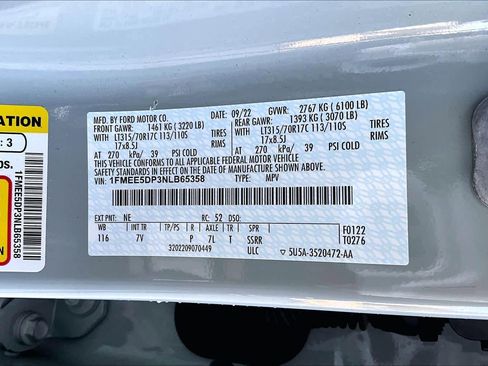 MFD. BY FORD MOTOR CO.
DATE: 09/22 GVWR: 2767 KG ( 6100 LB)
FRONT GAWR: 1461 KG ( 3220 LB) REAR GAWR: 1393 KG ( 3070 LB)
LT315/70R17C 113/110S TIRES LT315/70R17C 113/110S TIRES
17x8.5J RIMS 17x8.5J RIMS
AT 270 kPa/ 39 PSI COLD AT 270 kPa/ 39 PSI COLD
THIS VEHICLE CONFORMS TO ALL APPLICABLE FEDERAL MOTOR VEHICLE
SAFETY STANDARDS IN EFFECT ON THE DATE OF MANUFACTURE SHOWN ABOVE.
VIN: 1FMEE5DP3NLB65358 TYPE: MPV
EXT PNT: NE RC: 52 DSO: F0122
WB INT TR TP/PS R AXLE TR SPR T0276
116 7V P 7L T SSRR
3202209070449 ULC 5U5A-3520472-AA
: 3
DS.
1FMEE5DP3NLB65358